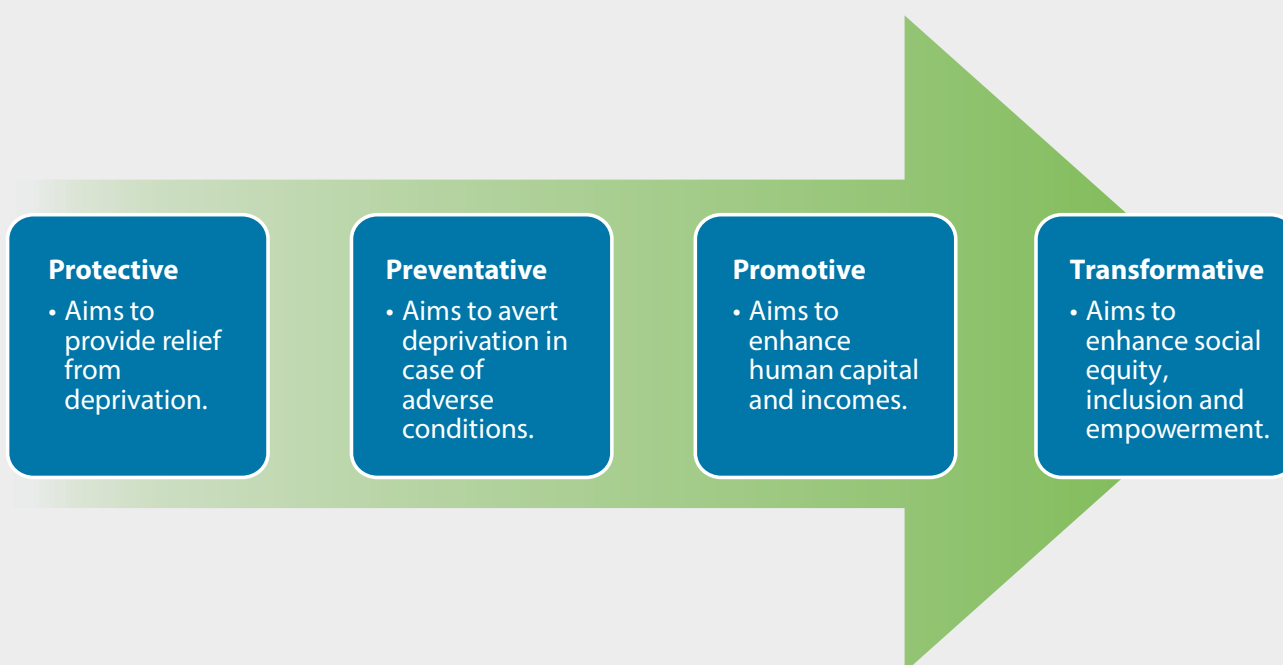 Protective
• Aims to
provide relief
from
deprivation.
Preventative
• Aims to avert
deprivation in
case of
adverse
conditions.
Promotive
• Aims to
enhance
human capital
and incomes.
Transformative
• Aims to
enhance social
equity,
inclusion and
empowerment.